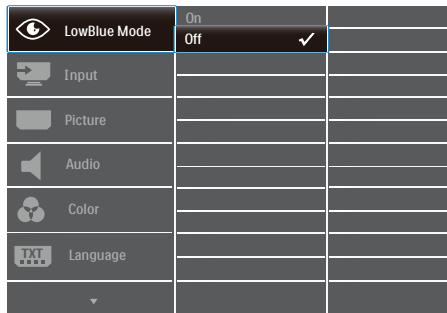 LowBlue Mode
On
Off
Input
Picture
Audio
Color
TXT
Language